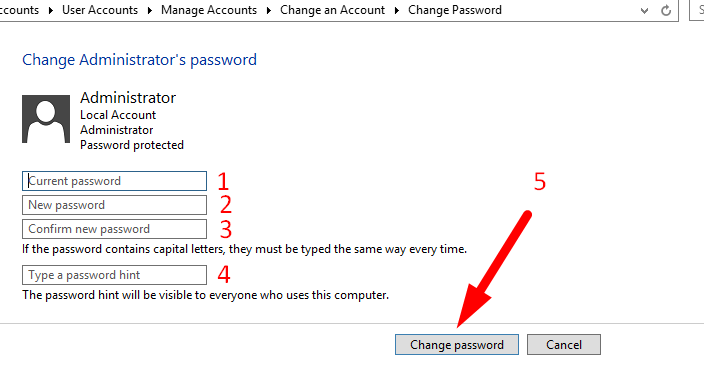 ccounts User Accounts Manage Accounts Change an Account Change Password S
Change Administrator's password
Administrator
Local Account
Administrator
Password protected
Current password 1
New password 2
Confirm new password 3
5
If the password contains capital letters, they must be typed the same way every time.
Type a password hint 4
The password hint will be visible to everyone who uses this computer.
Change password Cancel